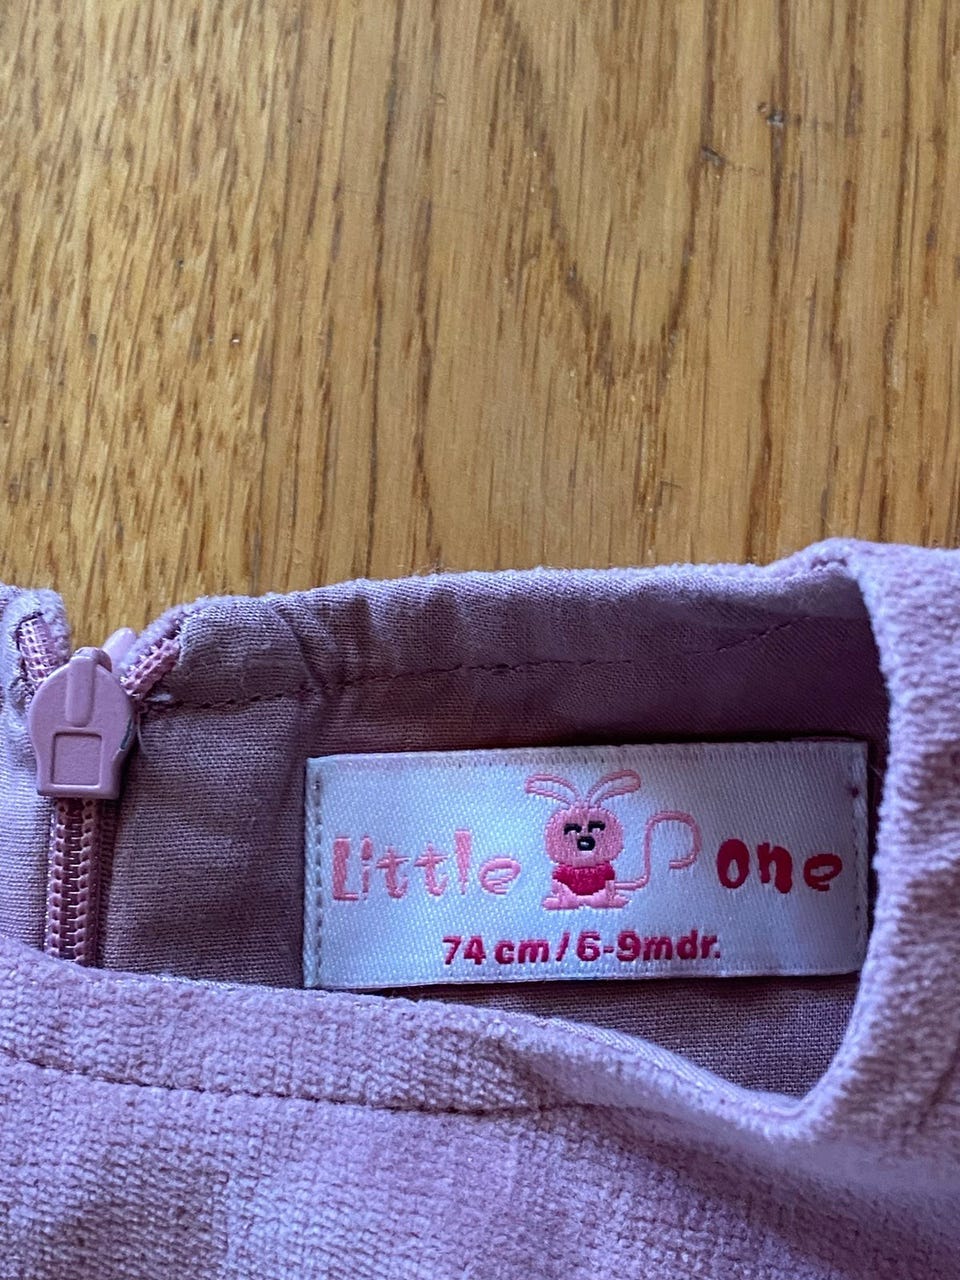 Little One
74 cm / 6-9mdr.